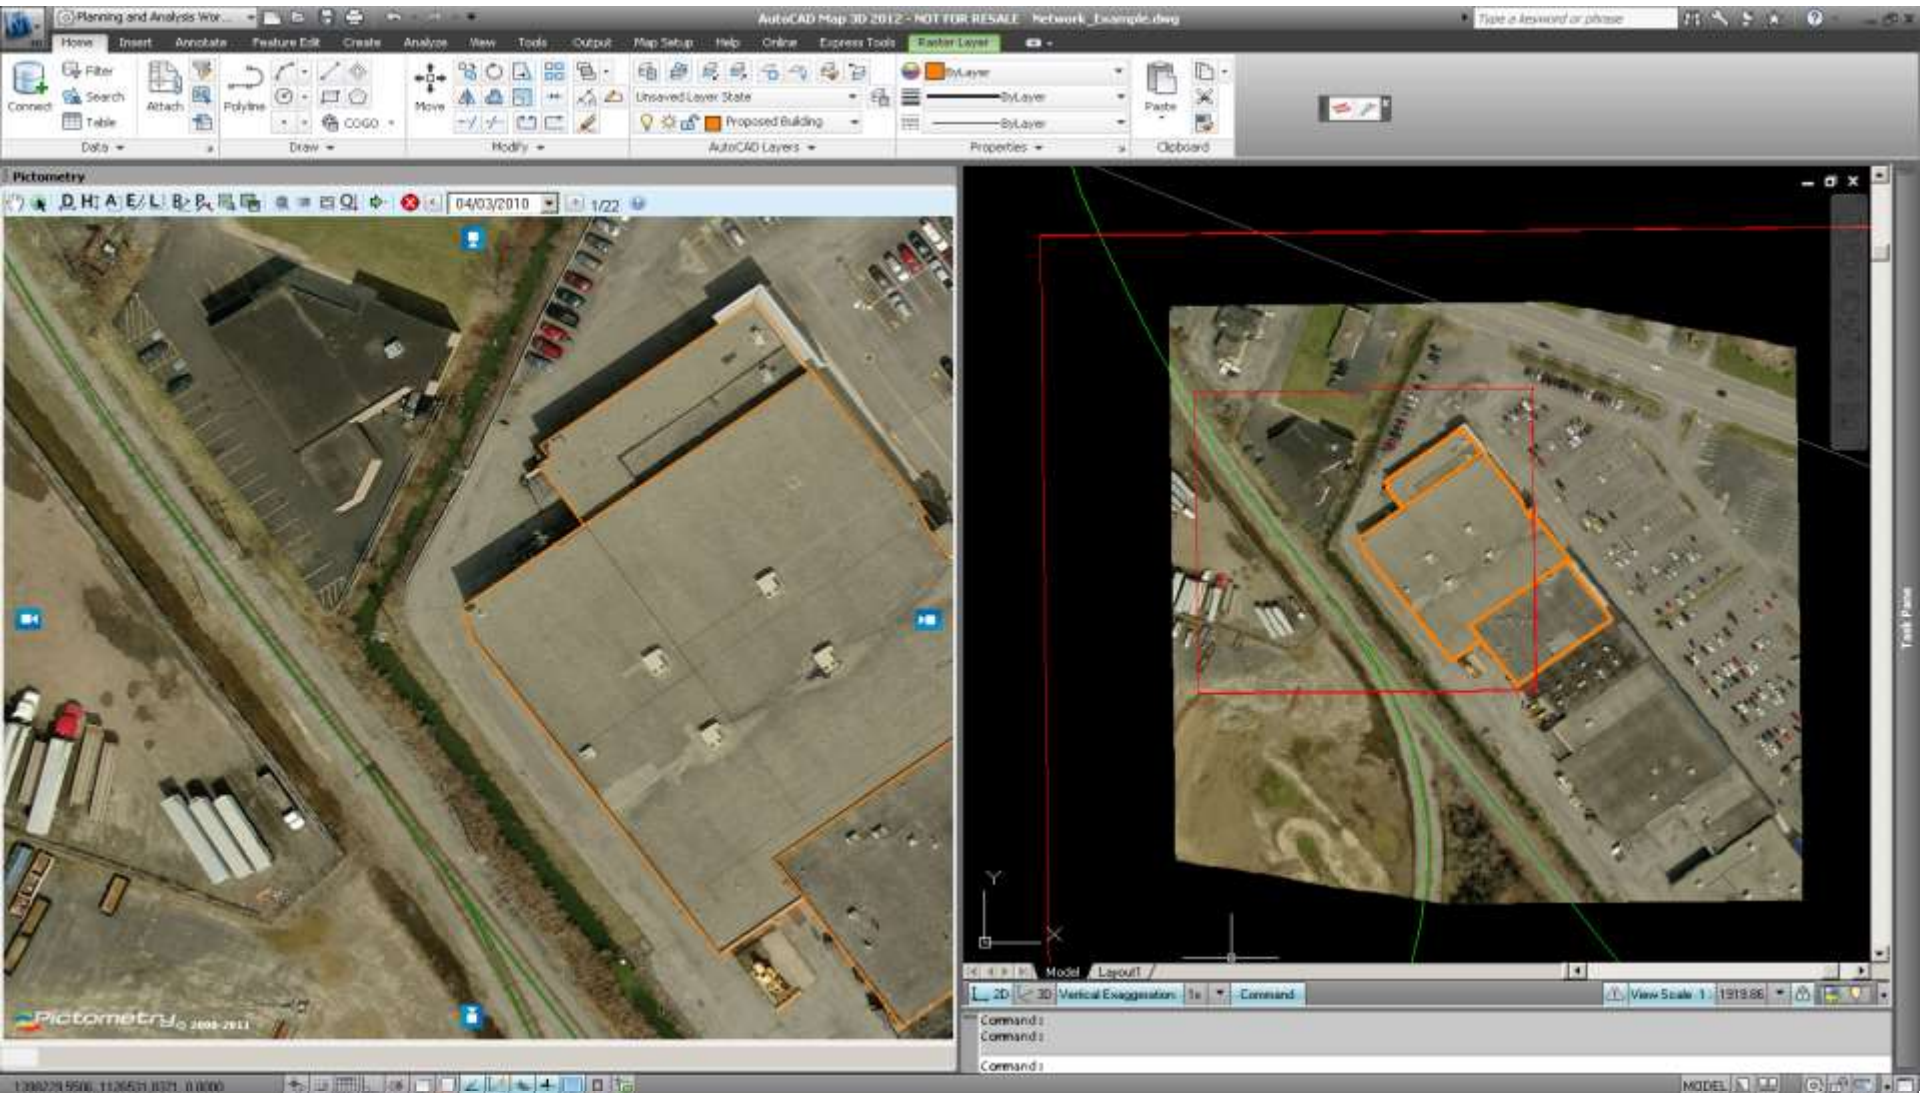 Planning and Analysis Wor...
AutoCAD Map 3D 2012 - NOT FOR RESALE Network_Example.dwg
Type a keyword or phrase
Home Insert Annotate Feature Edit Create Analyze View Tools Output Map Setup Help Online Express Tools Raster Layer
Connect
Filter
Search
Table
Attach
Polyline
COGO
Move
Unsaved Layer State
Proposed Building
ByLayer
ByLayer
ByLayer
Paste
Data Draw Modify AutoCAD Layers Properties Clipboard
Pictometry
D H A E L B P
04/03/2010
1/22
Task Pane
Pictometry © 2008-2011
Y
X
Model Layout1
2D 3D Vertical Exaggeration 1x Command
View Scale 1: 1919.86
Command:
Command:
Command:
MODEL